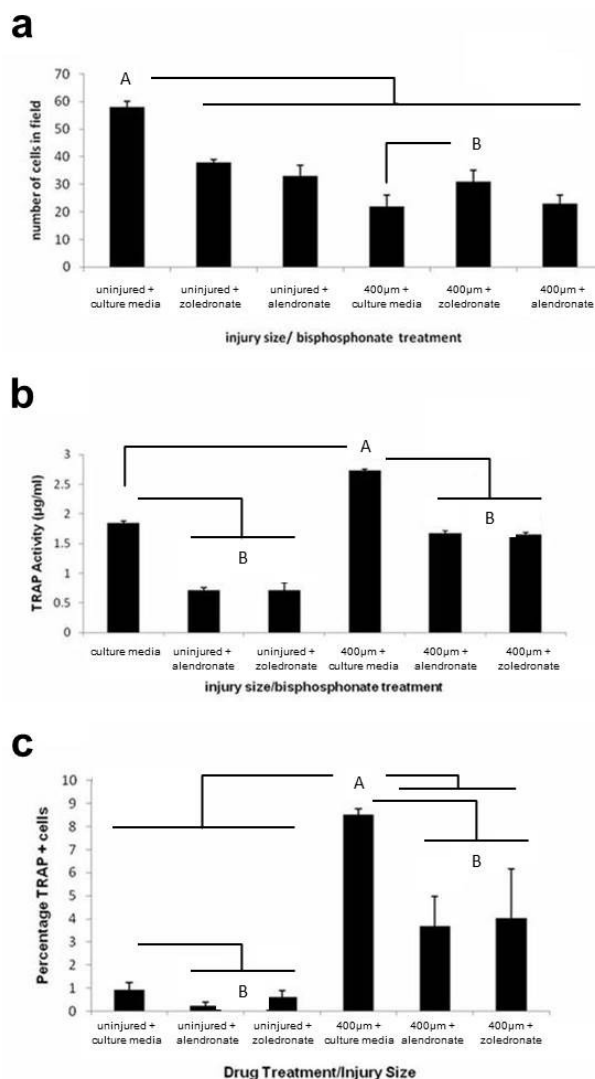 a
70
60
50
40
30
20
10
0
number of cells in field
A
B
uninjured + culture media
uninjured + zoledronate
uninjured + alendronate
400µm + culture media
400µm + zoledronate
400µm + alendronate
injury size/ bisphosphonate treatment
b
3
2.5
2
1.5
1
0.5
0
TRAP Activity (µg/ml)
A
B
B
culture media
uninjured + alendronate
uninjured + zoledronate
400µm + culture media
400µm + alendronate
400µm + zoledronate
injury size/bisphosphonate treatment
c
10
9
8
7
6
5
4
3
2
1
0
Percentage TRAP + cells
A
B
B
uninjured + culture media
uninjured + alendronate
uninjured + zoledronate
400µm + culture media
400µm + alendronate
400µm + zoledronate
Drug Treatment/Injury Size